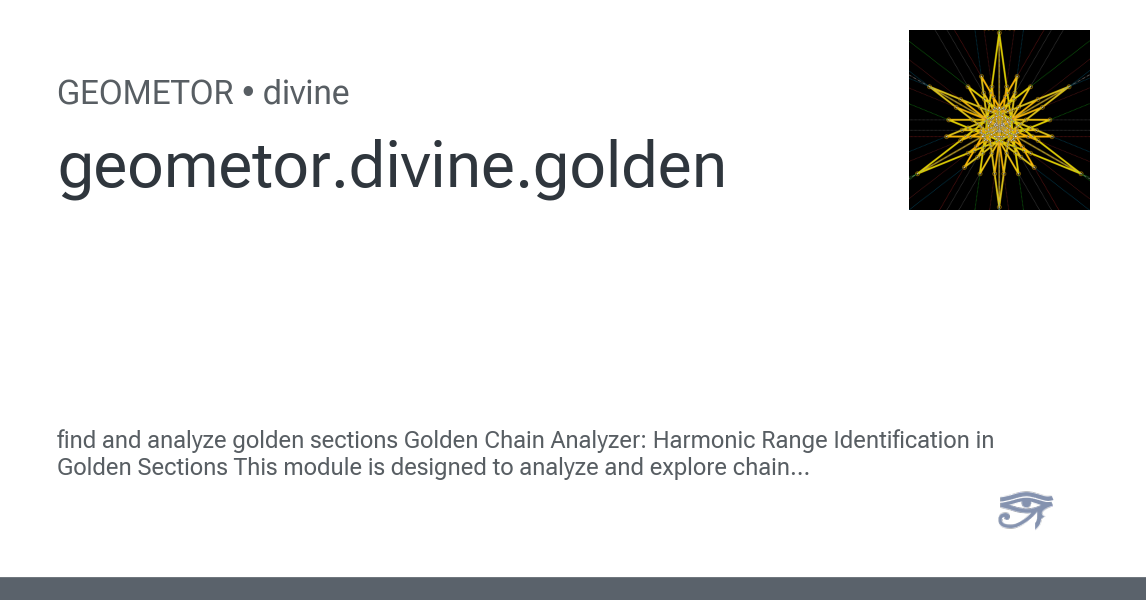 GEOMETOR • divine
geometor.divine.golden
find and analyze golden sections Golden Chain Analyzer: Harmonic Range Identification in
Golden Sections This module is designed to analyze and explore chain...